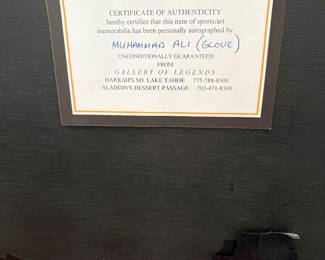 CERTIFICATE OF AUTHENTICITY
hereby certifies that this item of sports/art
memorabilia has been personally autographed by
MUHAMMAD ALI (GLOVE)
UNCONDITIONALLY GUARANTEED
FROM
GALLERY OF LEGENDS
HARRAH'S SO. LAKE TAHOE 775-588-8300
ALADDIN'S DESSERT PASSAGE 702-471-8300